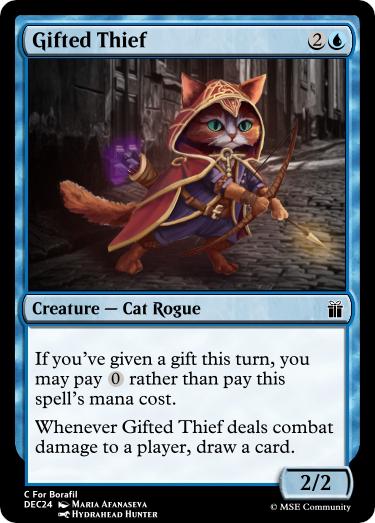 Gifted Thief 2
Creature — Cat Rogue
If you've given a gift this turn, you
may pay 0 rather than pay this
spell's mana cost.
Whenever Gifted Thief deals combat
damage to a player, draw a card.
2/2
C For Borafil
DEC24 Maria Afanaseva
Hydrahead Hunter
© MSE Community